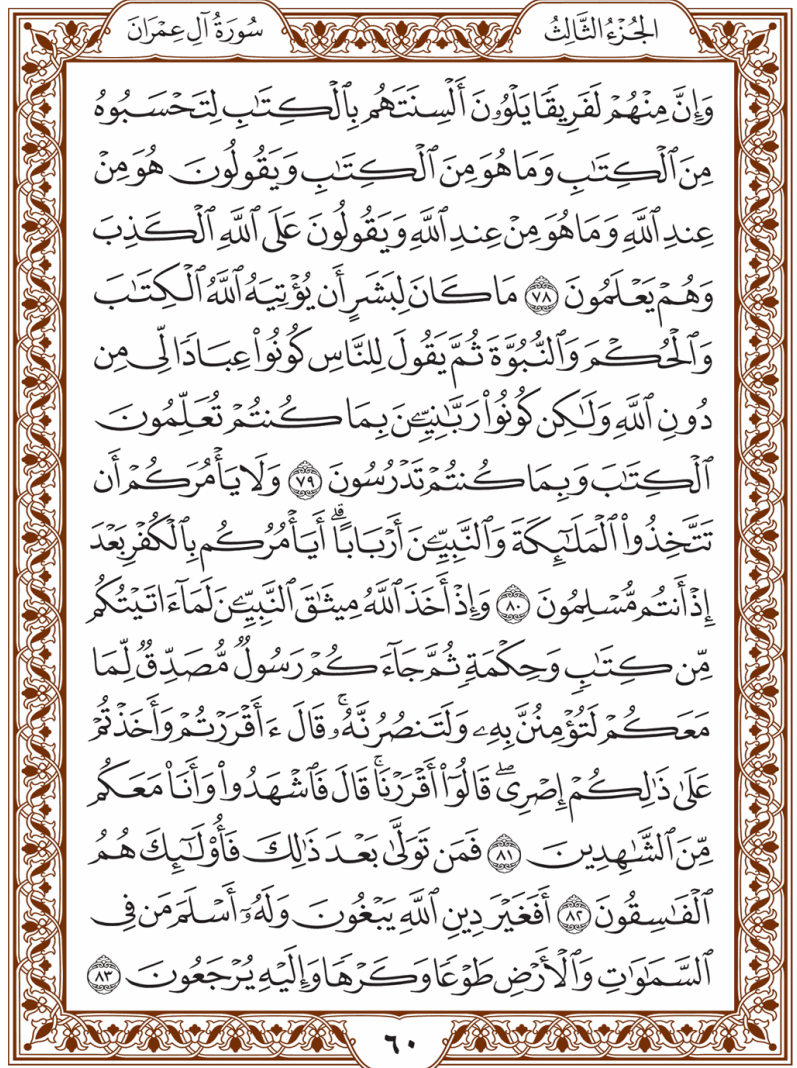 الجُزْءُ الثَّالِثُ
سُورَةُ آلِ عِمْرَانَ
وَإِنَّ مِنْهُمْ لَفَرِيقًا يَلْوُۥنَ أَلْسِنَتَهُم بِٱلْكِتَٰبِ لِتَحْسَبُوهُ
مِنَ ٱلْكِتَٰبِ وَمَا هُوَ مِنَ ٱلْكِتَٰبِ وَيَقُولُونَ هُوَ مِنْ
عِندِ ٱللَّهِ وَمَا هُوَ مِنْ عِندِ ٱللَّهِ وَيَقُولُونَ عَلَى ٱللَّهِ ٱلْكَذِبَ
وَهُمْ يَعْلَمُونَ ٧٨ مَا كَانَ لِبَشَرٍ أَن يُؤْتِيَهُ ٱللَّهُ ٱلْكِتَٰبَ
وَٱلْحُكْمَ وَٱلنُّبُوَّةَ ثُمَّ يَقُولَ لِلنَّاسِ كُونُوا۟ عِبَادًا لِّى مِن
دُونِ ٱللَّهِ وَلَٰكِن كُونُوا۟ رَبَّٰنِيِّۦنَ بِمَا كُنتُمْ تُعَلِّمُونَ
ٱلْكِتَٰبَ وَبِمَا كُنتُمْ تَدْرُسُونَ ٧٩ وَلَا يَأْمُرَكُمْ أَن
تَتَّخِذُوا۟ ٱلْمَلَٰٓئِكَةَ وَٱلنَّبِيِّۦنَ أَرْبَابًا ۗ أَيَأْمُرُكُم بِٱلْكُفْرِ بَعْدَ
إِذْ أَنتُم مُّسْلِمُونَ ٨٠ وَإِذْ أَخَذَ ٱللَّهُ مِيثَٰقَ ٱلنَّبِيِّۦنَ لَمَآ ءَاتَيْتُكُم
مِّن كِتَٰبٍ وَحِكْمَةٍ ثُمَّ جَآءَكُمْ رَسُولٌ مُّصَدِّقٌ لِّمَا
مَعَكُمْ لَتُؤْمِنُنَّ بِهِۦ وَلَتَنصُرُنَّهُۥ ۚ قَالَ ءَأَقْرَرْتُمْ وَأَخَذْتُمْ
عَلَىٰ ذَٰلِكُمْ إِصْرِى ۖ قَالُوٓا۟ أَقْرَرْنَا ۚ قَالَ فَٱشْهَدُوا۟ وَأَنَا۠ مَعَكُم
مِّنَ ٱلشَّٰهِدِينَ ٨١ فَمَن تَوَلَّىٰ بَعْدَ ذَٰلِكَ فَأُو۟لَٰٓئِكَ هُمُ
ٱلْفَٰسِقُونَ ٨٢ أَفَغَيْرَ دِينِ ٱللَّهِ يَبْغُونَ وَلَهُۥٓ أَسْلَمَ مَن فِى
ٱلسَّمَٰوَٰتِ وَٱلْأَرْضِ طَوْعًا وَكَرْهًا وَإِلَيْهِ يُرْجَعُونَ ٨٣
٦٠